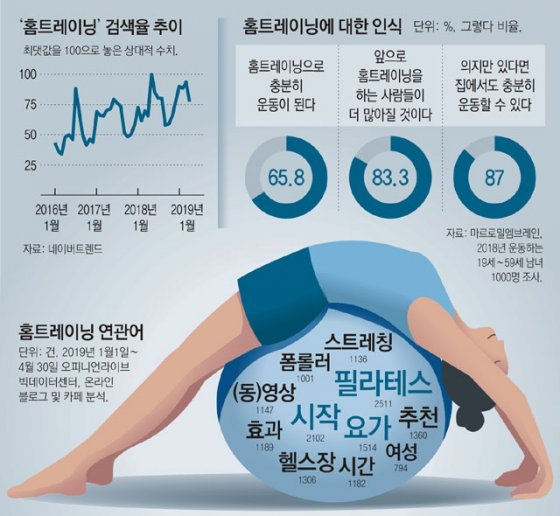 ‘홈트레이닝’ 검색율 추이
최댓값을 100으로 놓은 상대적 수치.
100
75
50
25
2016년 2017년 2018년 2019년
1월 1월 1월 1월
자료: 네이버트렌드
홈트레이닝에 대한 인식 단위: %, 그렇다 비율.
홈트레이닝으로
충분히
운동이 된다
65.8
앞으로
홈트레이닝을
하는 사람들이
더 많아질 것이다
83.3
의지만 있다면
집에서도 충분히
운동할 수 있다
87
자료: 마르로밀엠브레인,
2018년 운동하는
19세~59세 남녀
1000명 조사.
홈트레이닝 연관어
단위: 건. 2019년 1월1일~
4월 30일 오피니언라이브
빅데이터센터, 온라인
블로그 및 카페 분석.
스트레칭
1136
폼롤러
1001
필라테스
2511
(동)영상
1147
시작
2102
요가
1514
추천
1360
효과
1189
헬스장
1306
시간
1182
여성
794